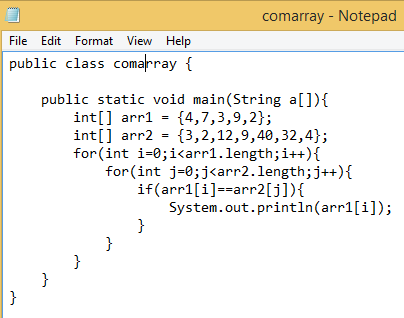 comarray - Notepad
File Edit Format View Help
public class comarray {
    public static void main(String a[]){
        int[] arr1 = {4,7,3,9,2};
        int[] arr2 = {3,2,12,9,40,32,4};
        for(int i=0;i<arr1.length;i++){
            for(int j=0;j<arr2.length;j++){
                if(arr1[i]==arr2[j]){
                    System.out.println(arr1[i]);
                }
            }
        }
    }
}